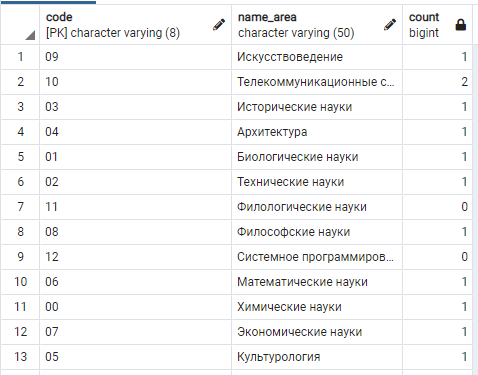 code name_area count
[PK] character varying (8) character varying (50) bigint
1 09 Искусствоведение 1
2 10 Телекоммуникационные с... 2
3 03 Исторические науки 1
4 04 Архитектура 1
5 01 Биологические науки 1
6 02 Технические науки 1
7 11 Филологические науки 0
8 08 Философские науки 1
9 12 Системное программиров... 0
10 06 Математические науки 1
11 00 Химические науки 1
12 07 Экономические науки 1
13 05 Культурология 1